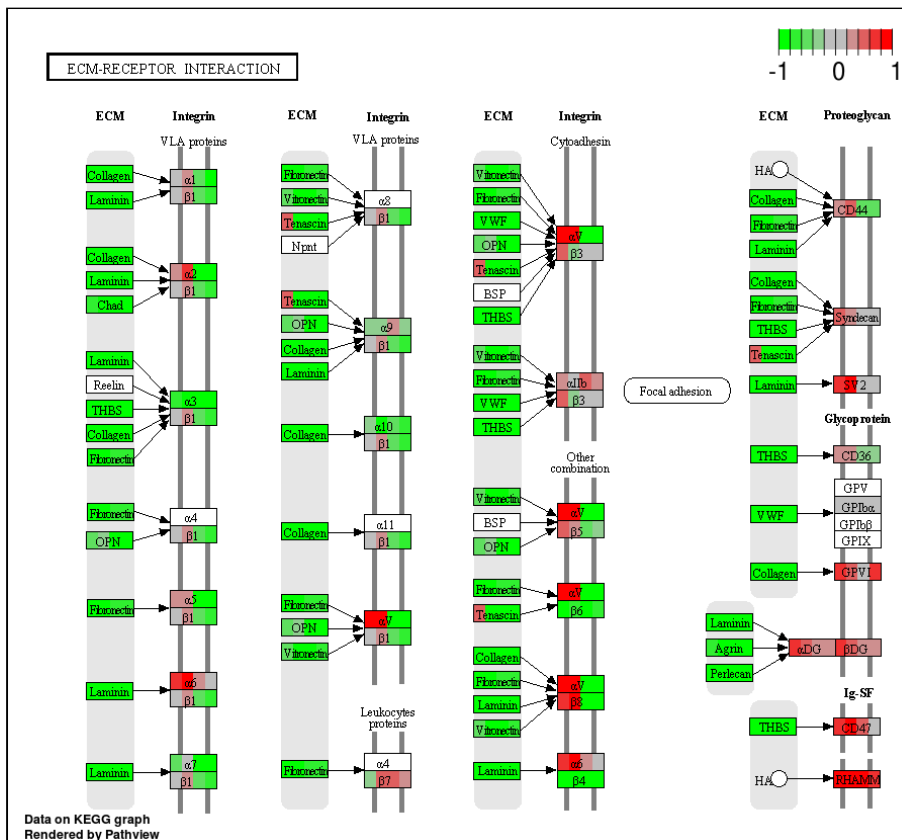 -1 0 1
ECM-RECEPTOR INTERACTION
ECM Integrin
VLA proteins
Collagen
Laminin
α1
β1
Collagen
Laminin
Chad
α2
β1
Laminin
Reelin
THBS
Collagen
Fibronectin
α3
β1
Fibronectin
OPN
α4
β1
Fibronectin
α5
β1
Laminin
α6
β1
Laminin
α7
β1
ECM Integrin
VLA proteins
Fibronectin
Vitronectin
Tenascin
Npnt
α8
β1
Tenascin
OPN
Collagen
Laminin
α9
β1
Collagen
α10
β1
Collagen
α11
β1
Fibronectin
OPN
Vitronectin
αV
β1
Leukocytes
proteins
Fibronectin
α4
β7
ECM Integrin
Cytoadhesin
Vitronectin
Fibronectin
VWF
OPN
Tenascin
BSP
THBS
αV
β3
Vitronectin
Fibronectin
VWF
THBS
αIIb
β3
Other
combination
Vitronectin
BSP
OPN
αV
β5
Fibronectin
Tenascin
αV
β6
Collagen
Fibronectin
Laminin
Vitronectin
αV
β8
Laminin
α6
β4
Focal adhesion
ECM Proteoglycan
HA
Collagen
Fibronectin
Laminin
CD44
Collagen
Fibronectin
THBS
Tenascin
Syndecan
Laminin
SV2
Glycoprotein
THBS
CD36
VWF
GPV
GPIbα
GPIbβ
GPIX
Collagen
GPVI
Laminin
Agrin
Perlecan
αDG
βDG
Ig-SF
THBS
CD47
HA
RHAMM
Data on KEGG graph
Rendered by Pathview